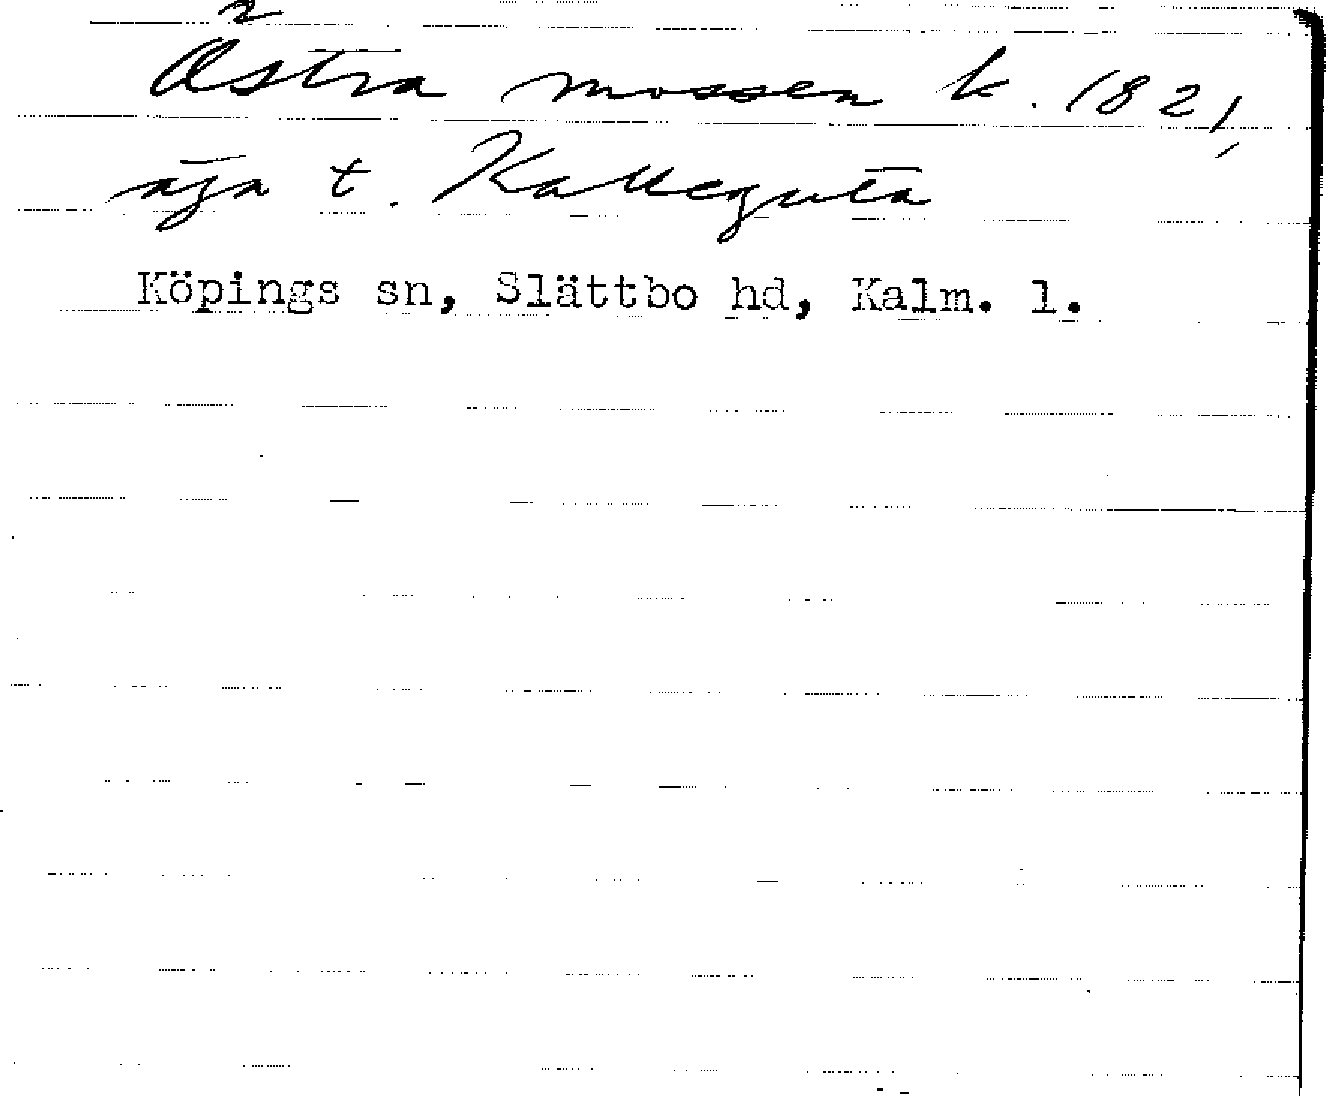 Östra mossen k. 1821,
äga t. Kalleguta
Köpings sn, Slättbo hd, Kalm. l.